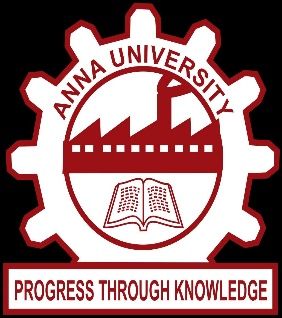 ANNA UNIVERSITY
PROGRESS THROUGH KNOWLEDGE